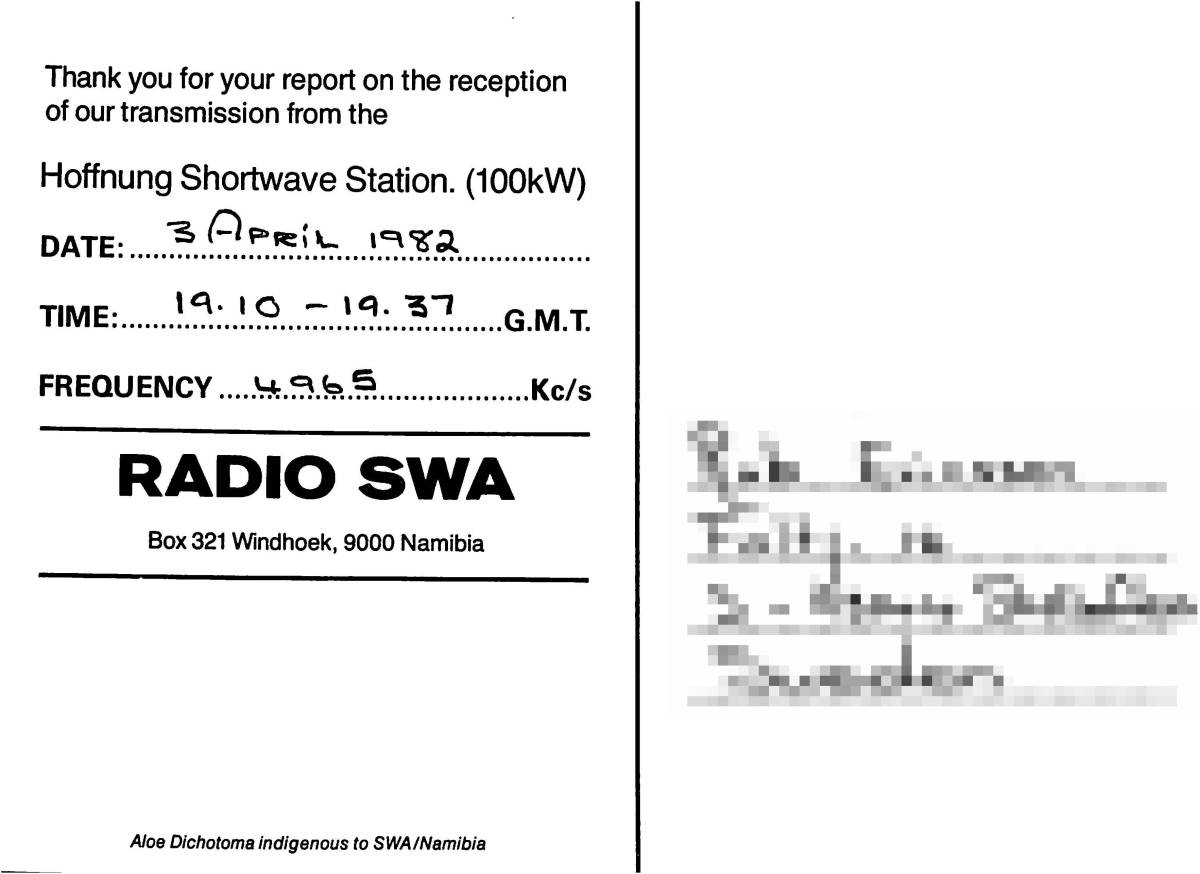 Thank you for your report on the reception
of our transmission from the
Hoffnung Shortwave Station. (100kW)
DATE: 3 APRIL 1982
TIME: 19.10 – 19.37 G.M.T.
FREQUENCY 4965 Kc/s
RADIO SWA
Box 321 Windhoek, 9000 Namibia
Aloe Dichotoma indigenous to SWA/Namibia